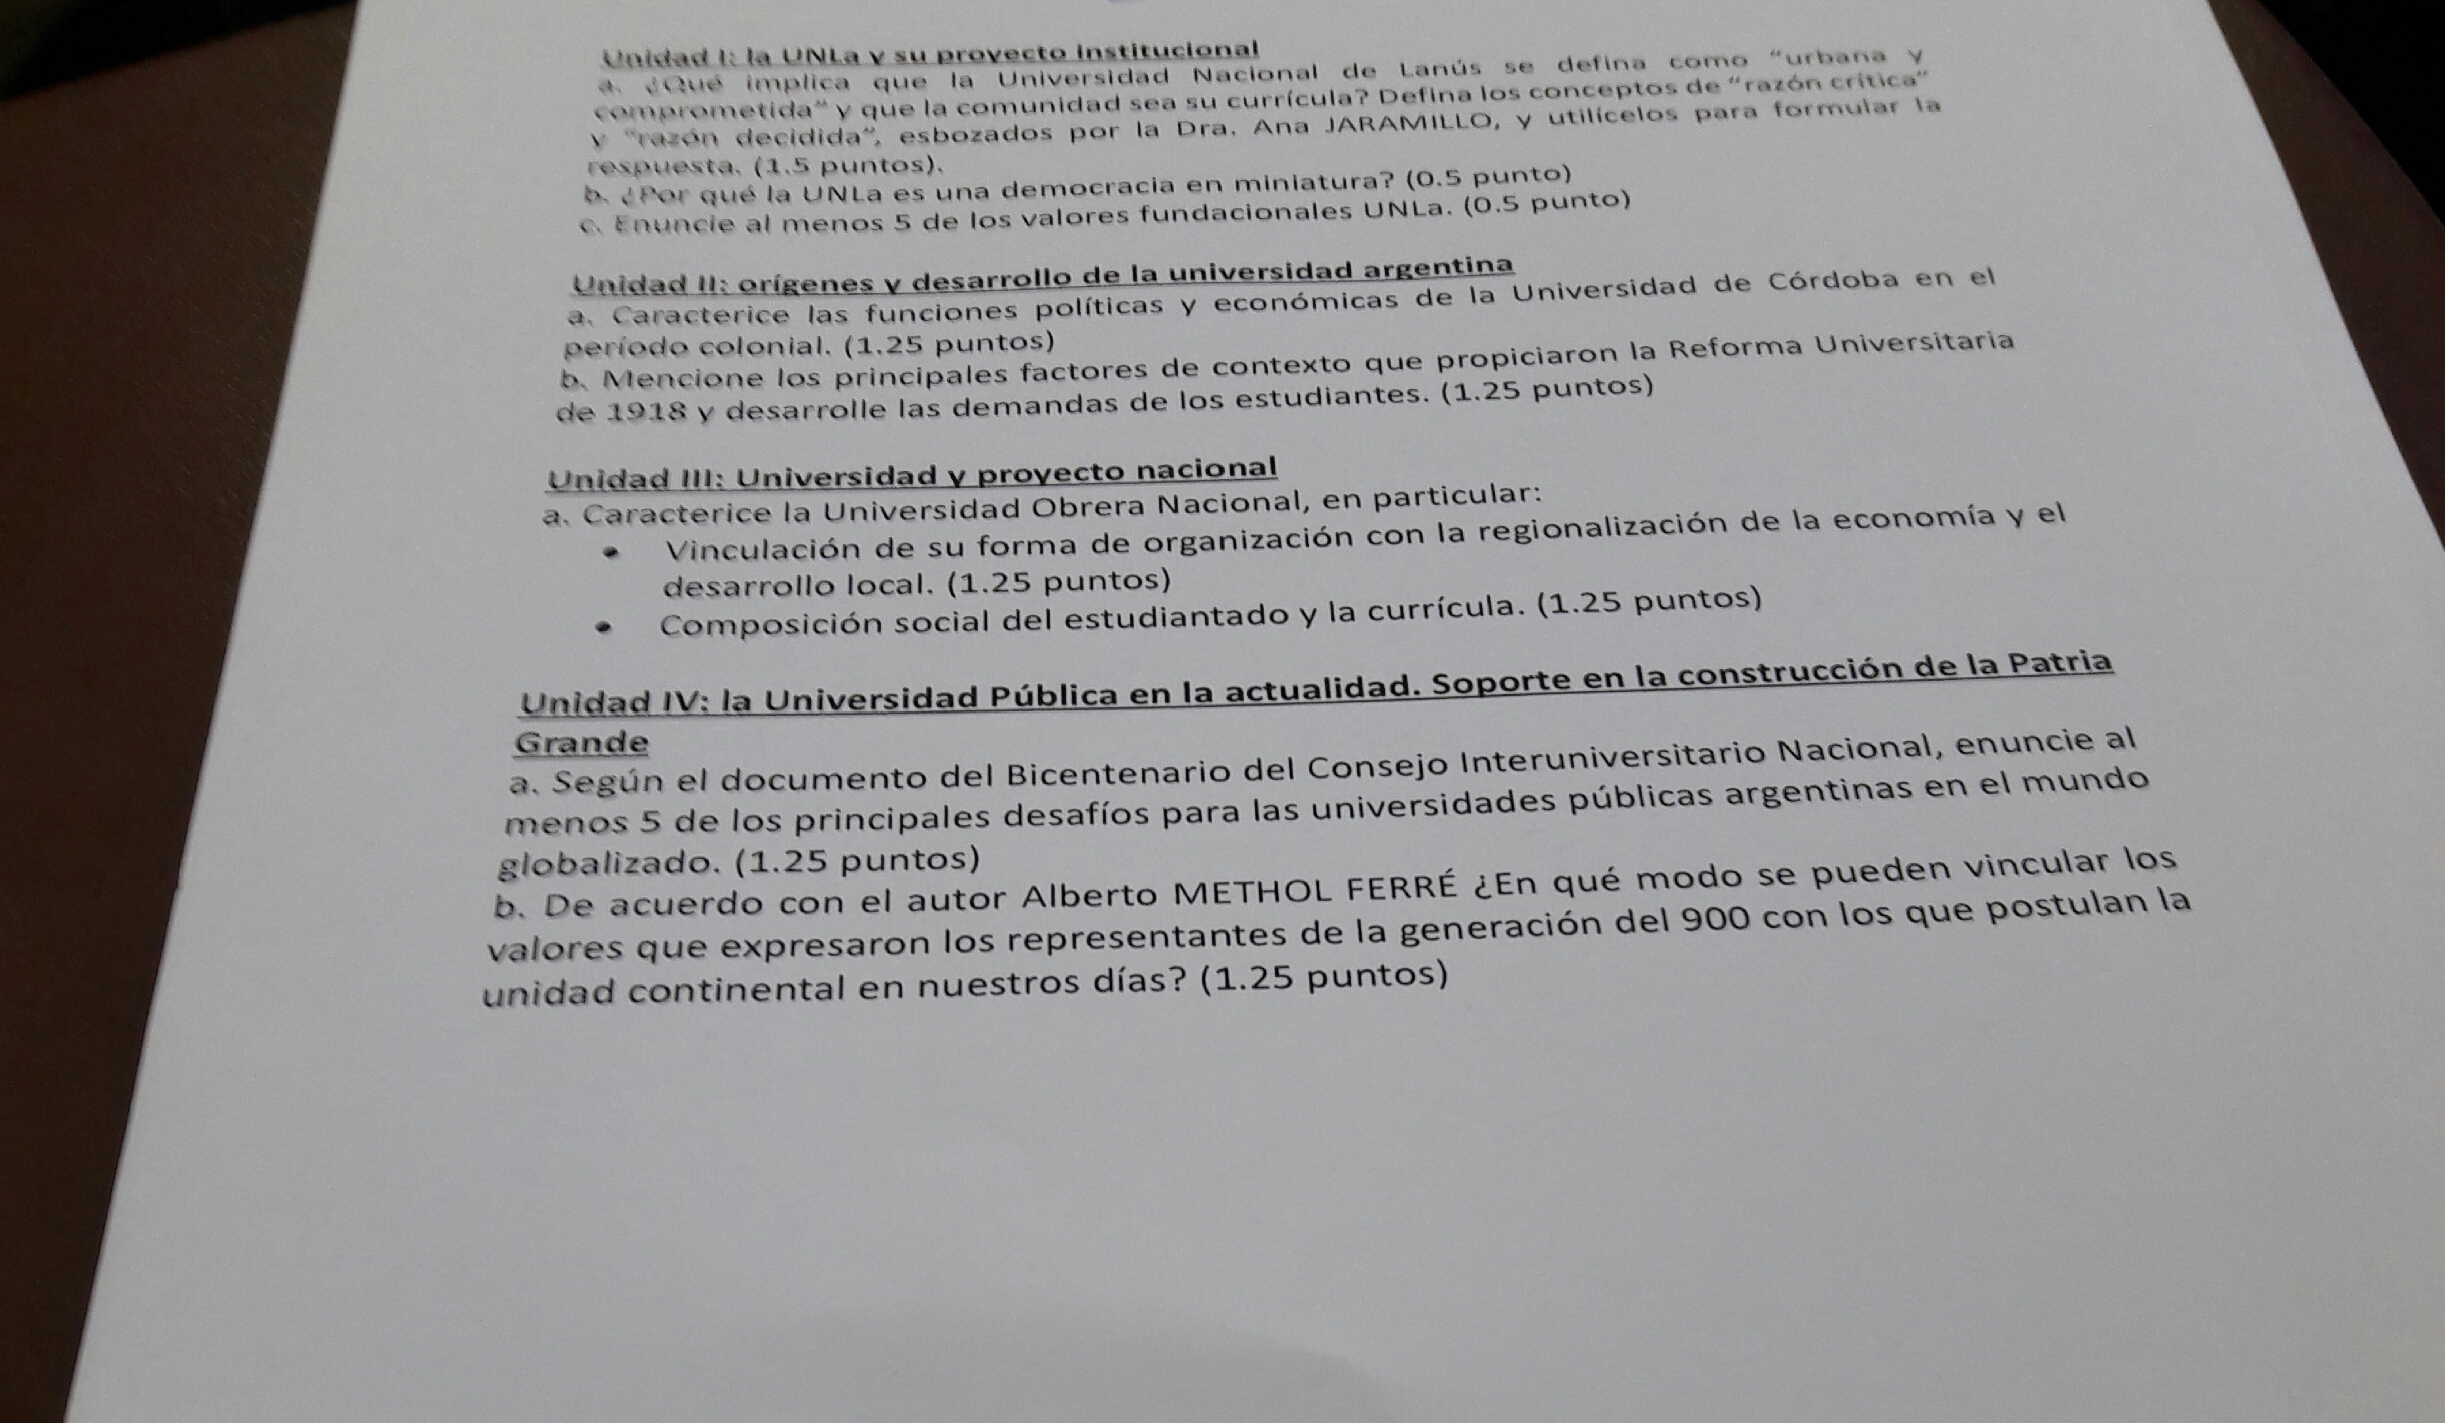 Unidad I: la UNLa y su proyecto institucional
a. ¿Qué implica que la Universidad Nacional de Lanús se defina como “urbana y
comprometida” y que la comunidad sea su currícula? Defina los conceptos de “razón crítica”
y “razón decidida”, esbozados por la Dra. Ana JARAMILLO, y utilícelos para formular la
respuesta. (1.5 puntos).
b. ¿Por qué la UNLa es una democracia en miniatura? (0.5 punto)
c. Enuncie al menos 5 de los valores fundacionales UNLa. (0.5 punto)
Unidad II: orígenes y desarrollo de la universidad argentina
a. Caracterice las funciones políticas y económicas de la Universidad de Córdoba en el
período colonial. (1.25 puntos)
b. Mencione los principales factores de contexto que propiciaron la Reforma Universitaria
de 1918 y desarrolle las demandas de los estudiantes. (1.25 puntos)
Unidad III: Universidad y proyecto nacional
a. Caracterice la Universidad Obrera Nacional, en particular:
• Vinculación de su forma de organización con la regionalización de la economía y el
desarrollo local. (1.25 puntos)
• Composición social del estudiantado y la currícula. (1.25 puntos)
Unidad IV: la Universidad Pública en la actualidad. Soporte en la construcción de la Patria
Grande
a. Según el documento del Bicentenario del Consejo Interuniversitario Nacional, enuncie al
menos 5 de los principales desafíos para las universidades públicas argentinas en el mundo
globalizado. (1.25 puntos)
b. De acuerdo con el autor Alberto METHOL FERRÉ ¿En qué modo se pueden vincular los
valores que expresaron los representantes de la generación del 900 con los que postulan la
unidad continental en nuestros días? (1.25 puntos)